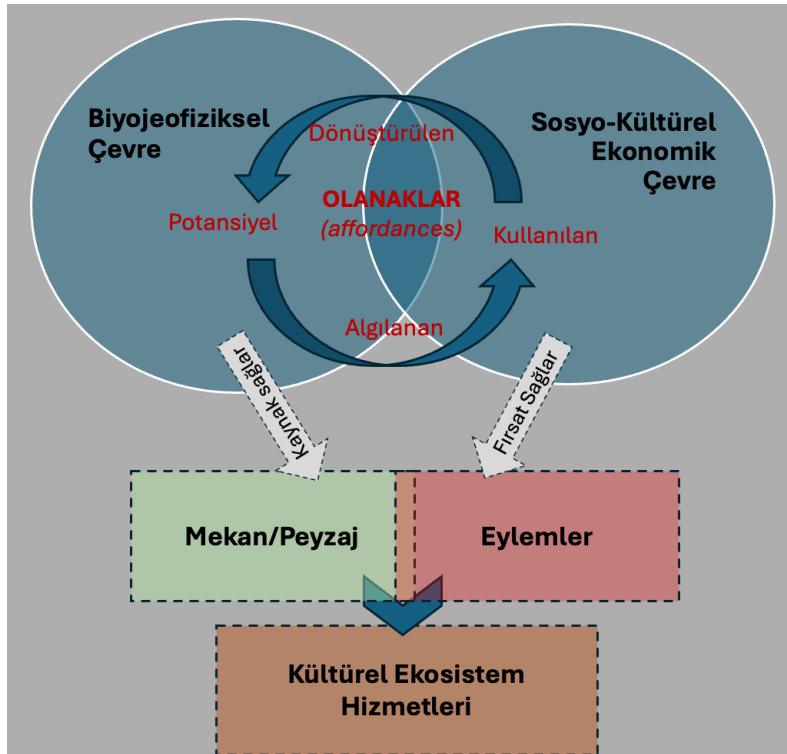 Biyojeofiziksel
Çevre
Sosyo-Kültürel
Ekonomik
Çevre
Dönüştürülen
OLANAKLAR
(affordances)
Potansiyel
Kullanılan
Algılanan
Kaynak sağlar
Fırsat Sağlar
Mekan/Peyzaj
Eylemler
Kültürel Ekosistem
Hizmetleri